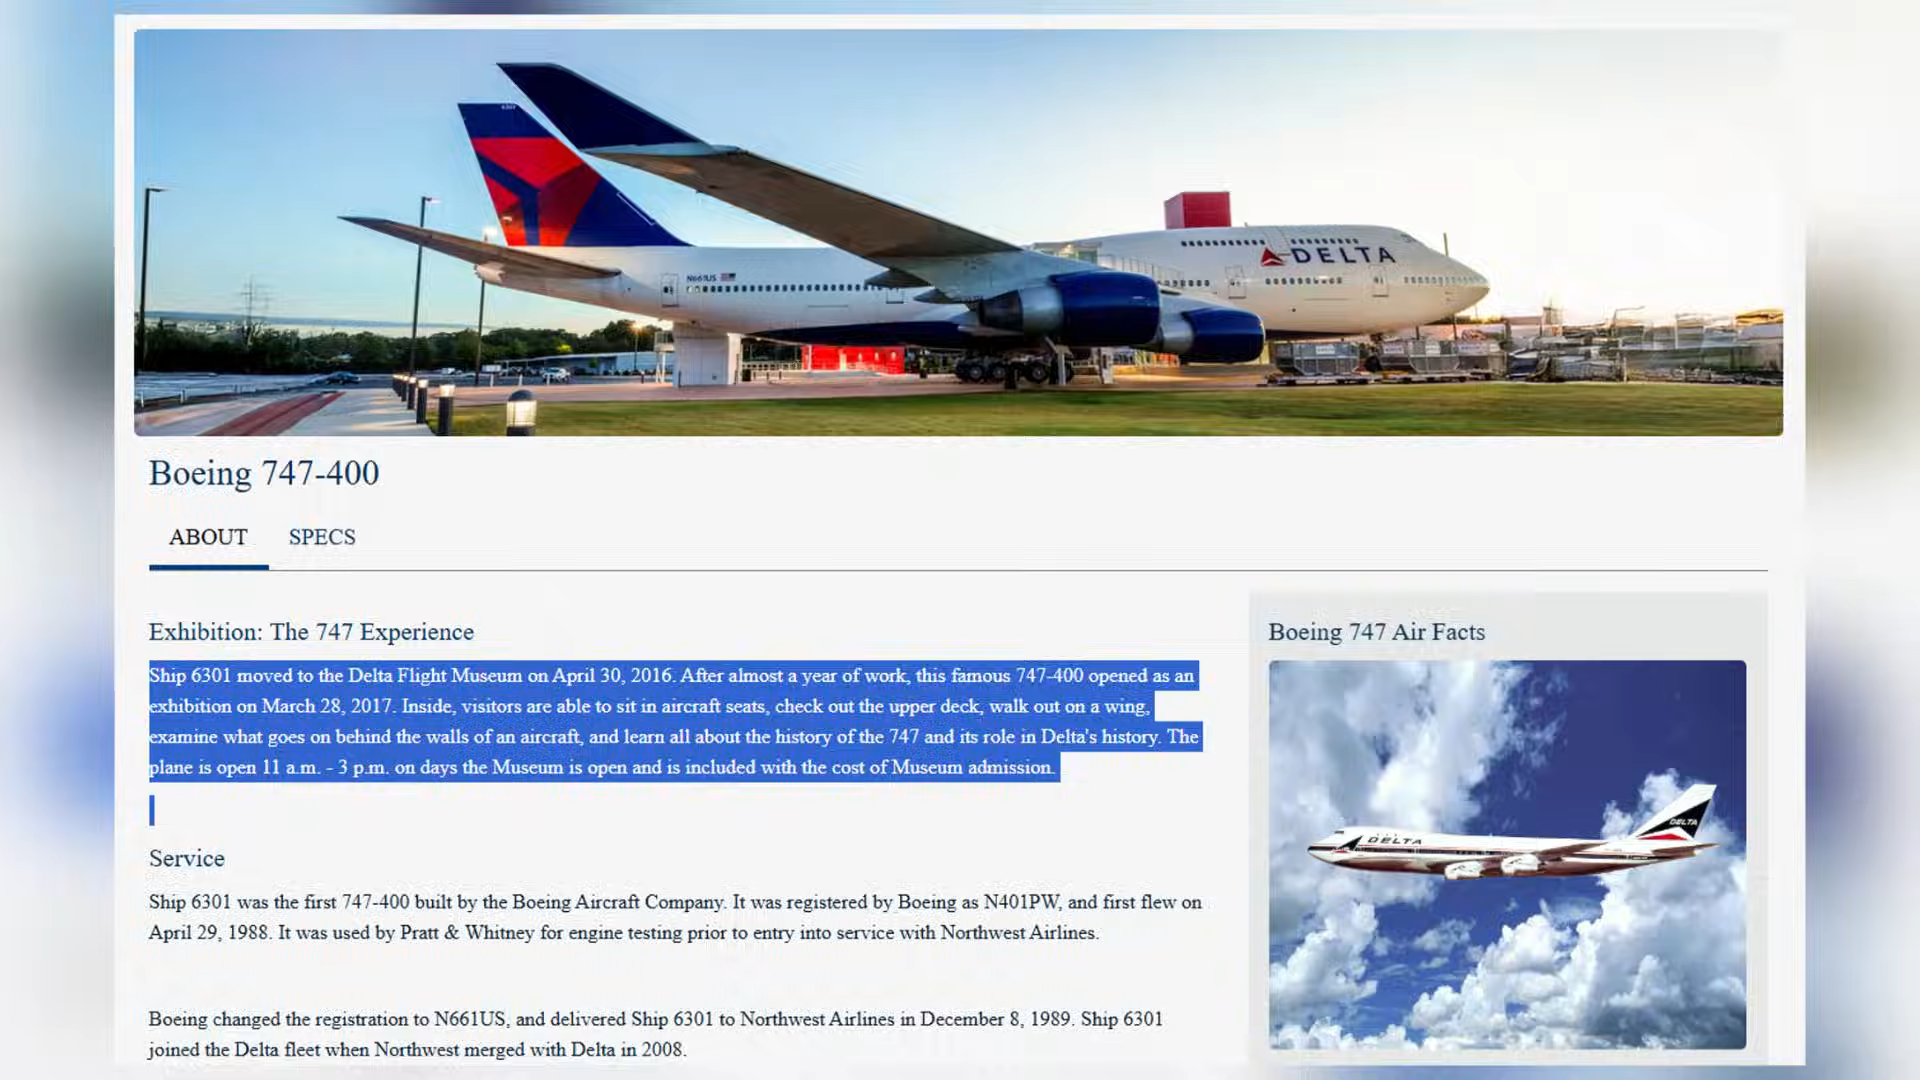 N661US
DELTA
Boeing 747-400
ABOUT
SPECS
Exhibition: The 747 Experience
Ship 6301 moved to the Delta Flight Museum on April 30, 2016. After almost a year of work, this famous 747-400 opened as an
exhibition on March 28, 2017. Inside, visitors are able to sit in aircraft seats, check out the upper deck, walk out on a wing,
examine what goes on behind the walls of an aircraft, and learn all about the history of the 747 and its role in Delta's history. The
plane is open 11 a.m. - 3 p.m. on days the Museum is open and is included with the cost of Museum admission.
Service
Ship 6301 was the first 747-400 built by the Boeing Aircraft Company. It was registered by Boeing as N401PW, and first flew on
April 29, 1988. It was used by Pratt & Whitney for engine testing prior to entry into service with Northwest Airlines.
Boeing changed the registration to N661US, and delivered Ship 6301 to Northwest Airlines in December 8, 1989. Ship 6301
joined the Delta fleet when Northwest merged with Delta in 2008.
Boeing 747 Air Facts
DELTA
DELTA